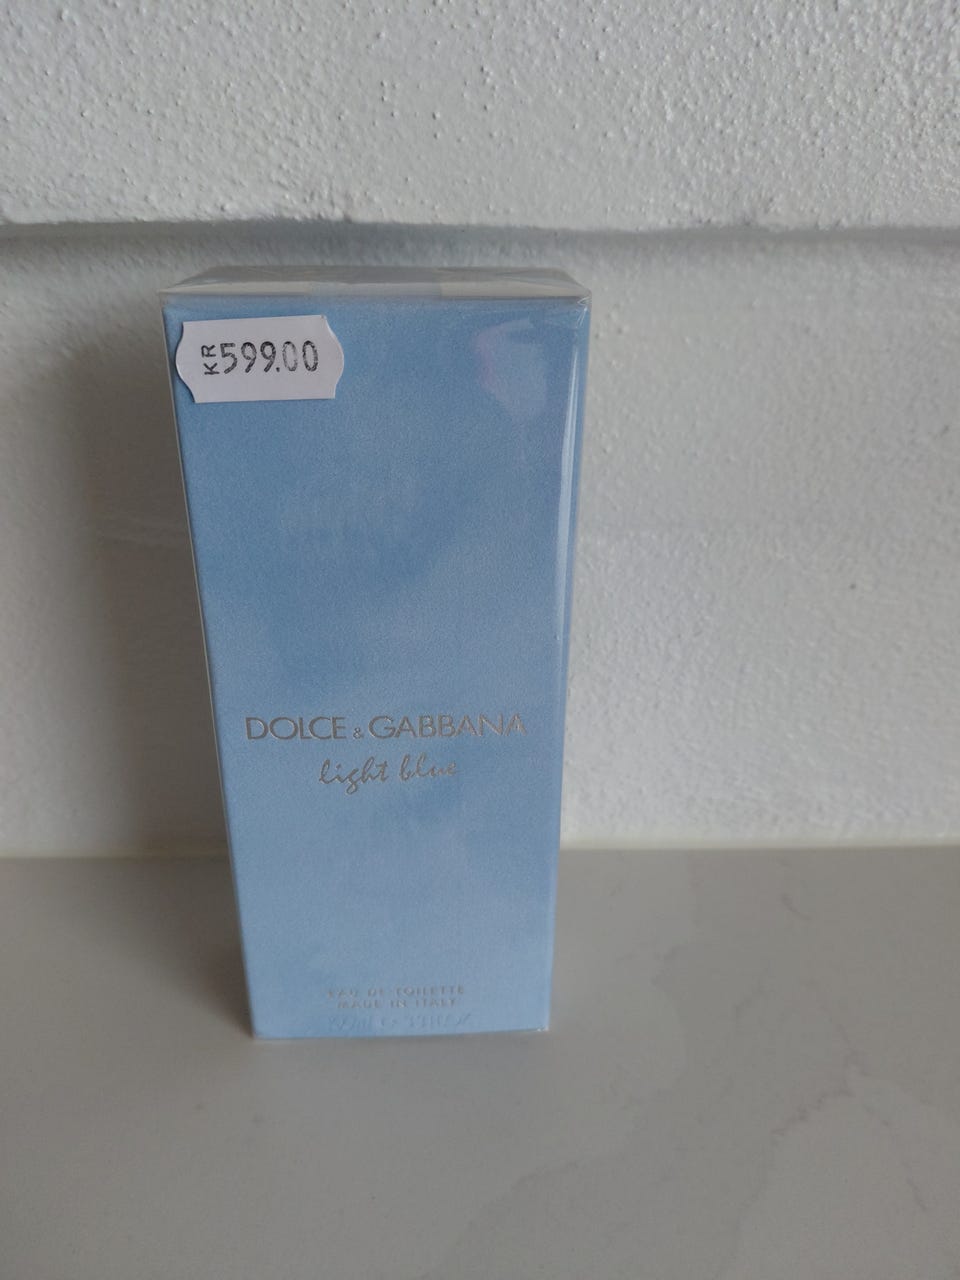 KR 599.00
DOLCE & GABBANA
light blue
EAU DE TOILETTE
MADE IN ITALY